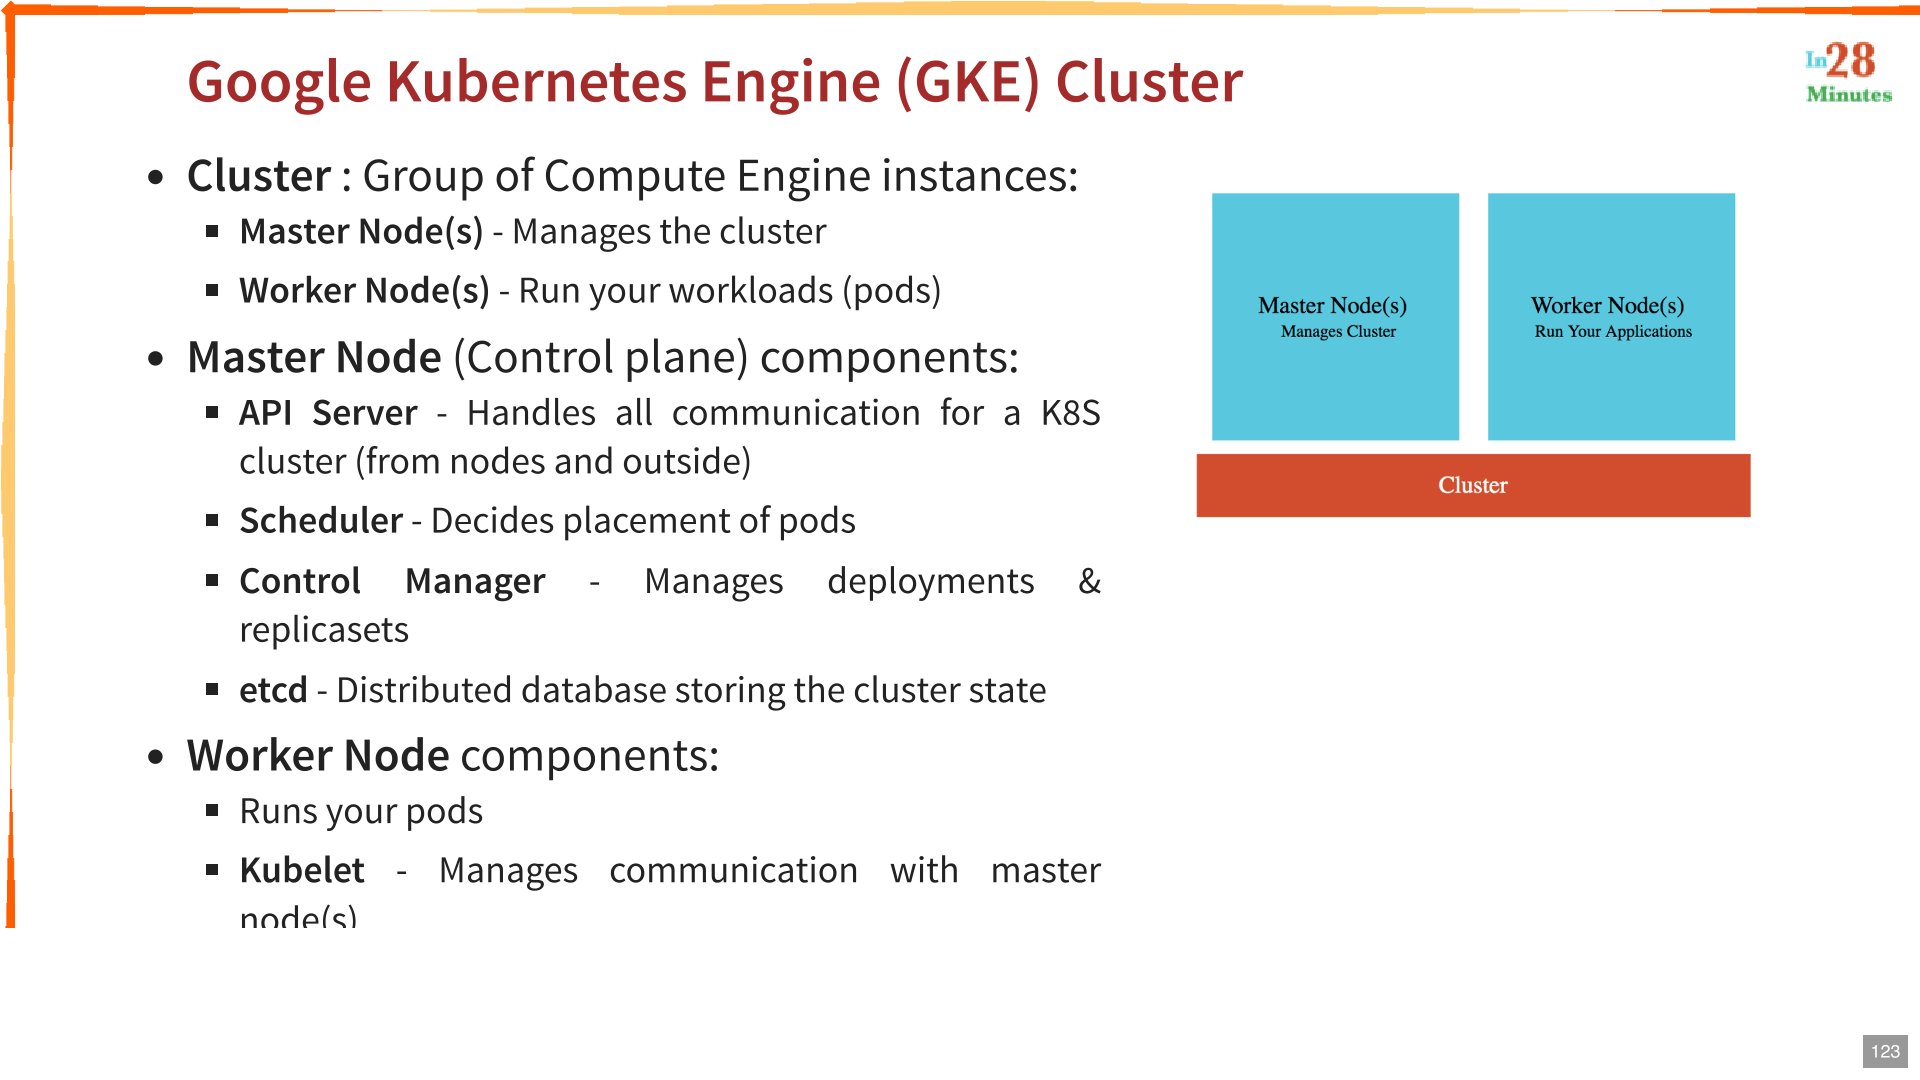 Google Kubernetes Engine (GKE) Cluster
In28
Minutes
• Cluster : Group of Compute Engine instances:
▪ Master Node(s) - Manages the cluster
▪ Worker Node(s) - Run your workloads (pods)
• Master Node (Control plane) components:
▪ API Server - Handles all communication for a K8S
cluster (from nodes and outside)
▪ Scheduler - Decides placement of pods
▪ Control Manager - Manages deployments &
replicasets
▪ etcd - Distributed database storing the cluster state
• Worker Node components:
▪ Runs your pods
▪ Kubelet - Manages communication with master
node(s)
Master Node(s)
Manages Cluster
Worker Node(s)
Run Your Applications
Cluster
123